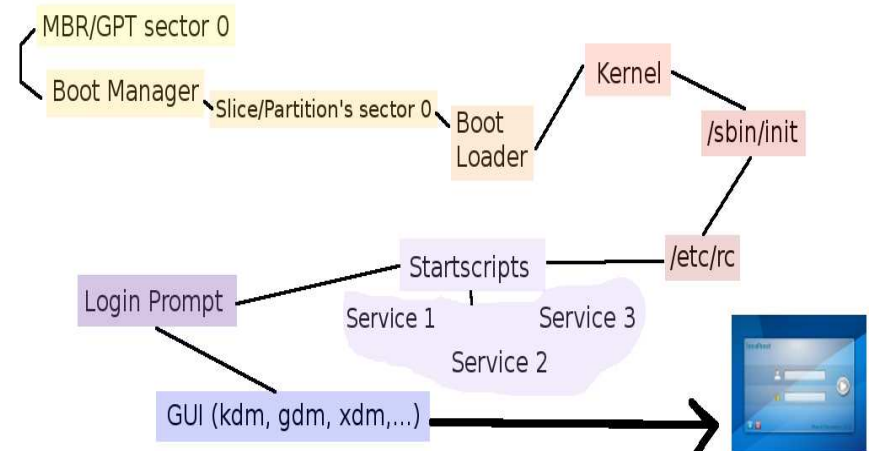 MBR/GPT sector 0
Boot Manager
Slice/Partition's sector 0
Boot
Loader
Kernel
/sbin/init
/etc/rc
Startscripts
Service 1
Service 2
Service 3
Login Prompt
GUI (kdm, gdm, xdm,...)
localhost